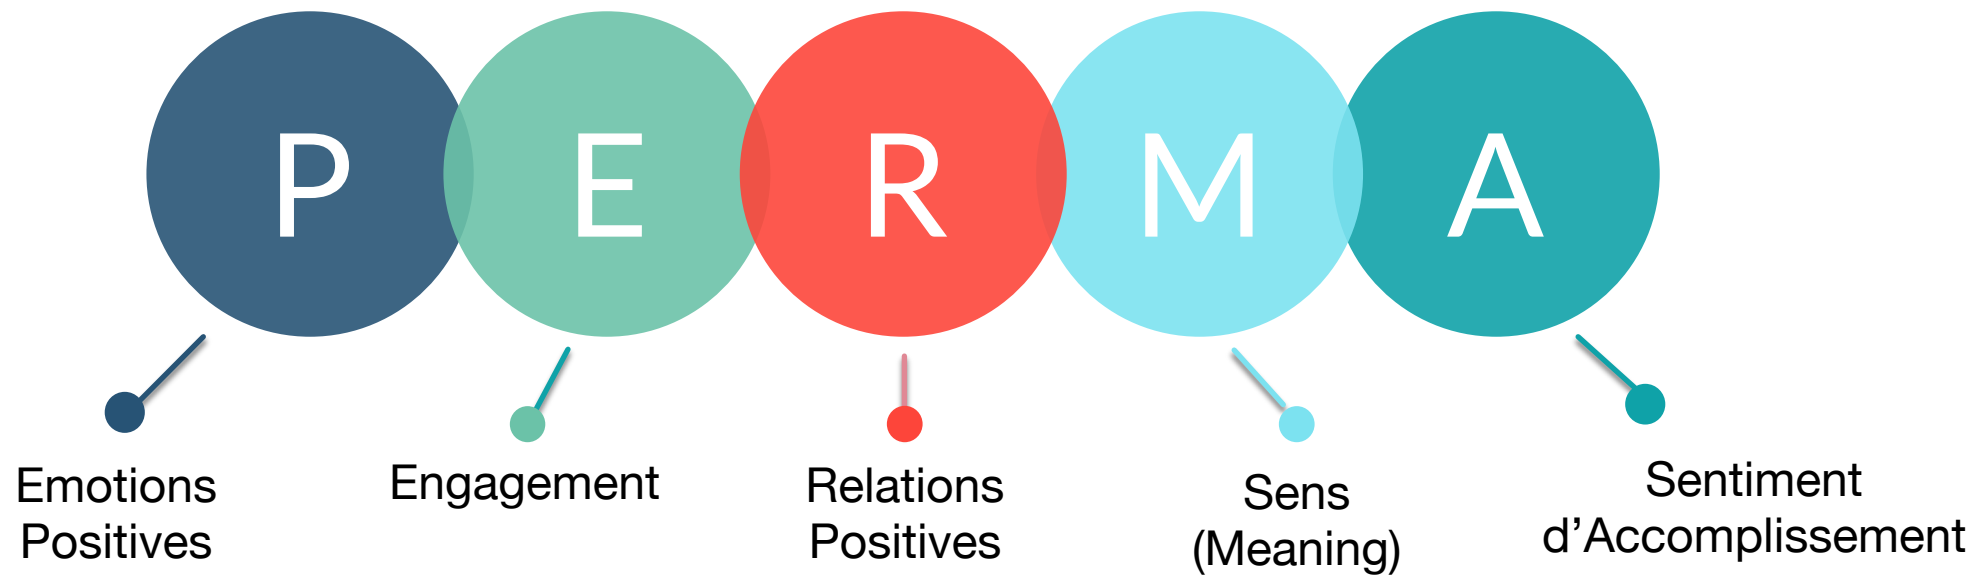 P E R M A
Emotions
Positives
Engagement
Relations
Positives
Sens
(Meaning)
Sentiment
d’Accomplissement